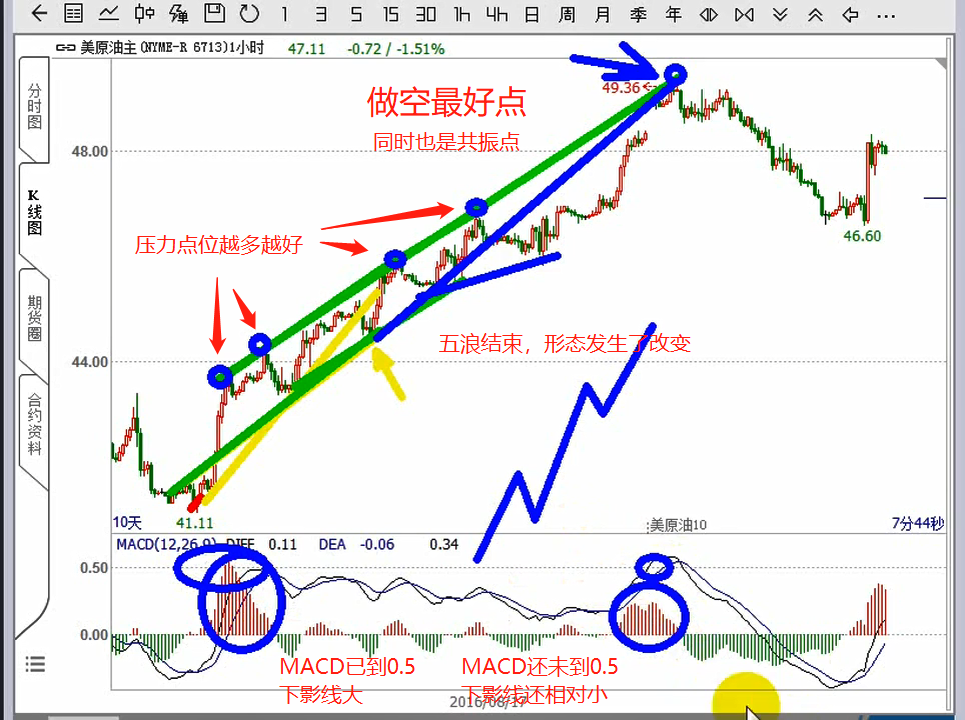 1 3 5 15 30 1h 4h 日 周 月 季 年
美原油主(NYME-R 6713)1小时 47.11 -0.72 / -1.51%
分时图
K线图
期货圈
合约资料
49.36
做空最好点
同时也是共振点
48.00
压力点位越多越好
46.60
五浪结束，形态发生了改变
44.00
10天
41.11
美原油10
7分44秒
MACD(12,26,9) DIFF 0.11 DEA -0.06 0.34
0.50
0.00
MACD已到0.5
下影线大
MACD还未到0.5
下影线还相对小
2016/08/17